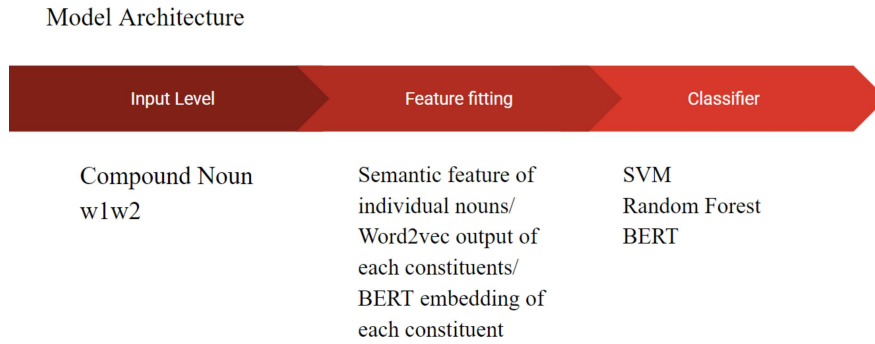 Model Architecture
Input Level
Feature fitting
Classifier
Compound Noun
w1w2
Semantic feature of
individual nouns/
Word2vec output of
each constituents/
BERT embedding of
each constituent
SVM
Random Forest
BERT